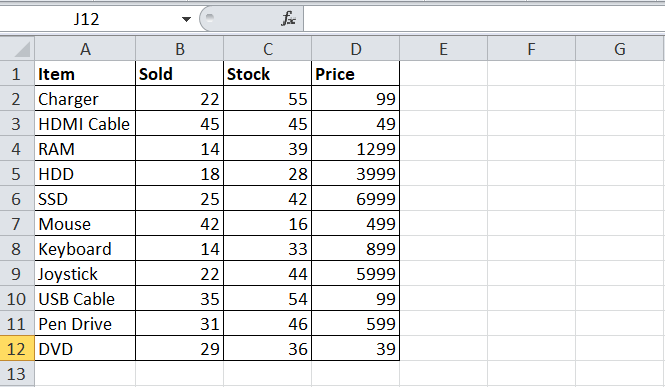 J12 fx
A B C D E F G
1 Item Sold Stock Price
2 Charger 22 55 99
3 HDMI Cable 45 45 49
4 RAM 14 39 1299
5 HDD 18 28 3999
6 SSD 25 42 6999
7 Mouse 42 16 499
8 Keyboard 14 33 899
9 Joystick 22 44 5999
10 USB Cable 35 54 99
11 Pen Drive 31 46 599
12 DVD 29 36 39
13